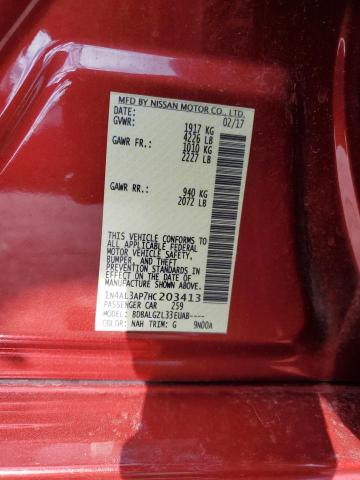 MFD BY NISSAN MOTOR CO., LTD.
DATE: 02/17
GVWR: 1917 KG
4226 LB
GAWR FR.: 1010 KG
2227 LB
GAWR RR.: 940 KG
2072 LB
THIS VEHICLE CONFORMS TO
ALL APPLICABLE FEDERAL
MOTOR VEHICLE SAFETY,
BUMPER, AND THEFT
PREVENTION STANDARDS IN
EFFECT ON THE DATE OF
MANUFACTURE SHOWN ABOVE.
1N4AL3AP7HC203413
PASSENGER CAR 259
MODEL: BDBALGZL33EUAB----
COLOR: NAH TRIM: G 9N00A